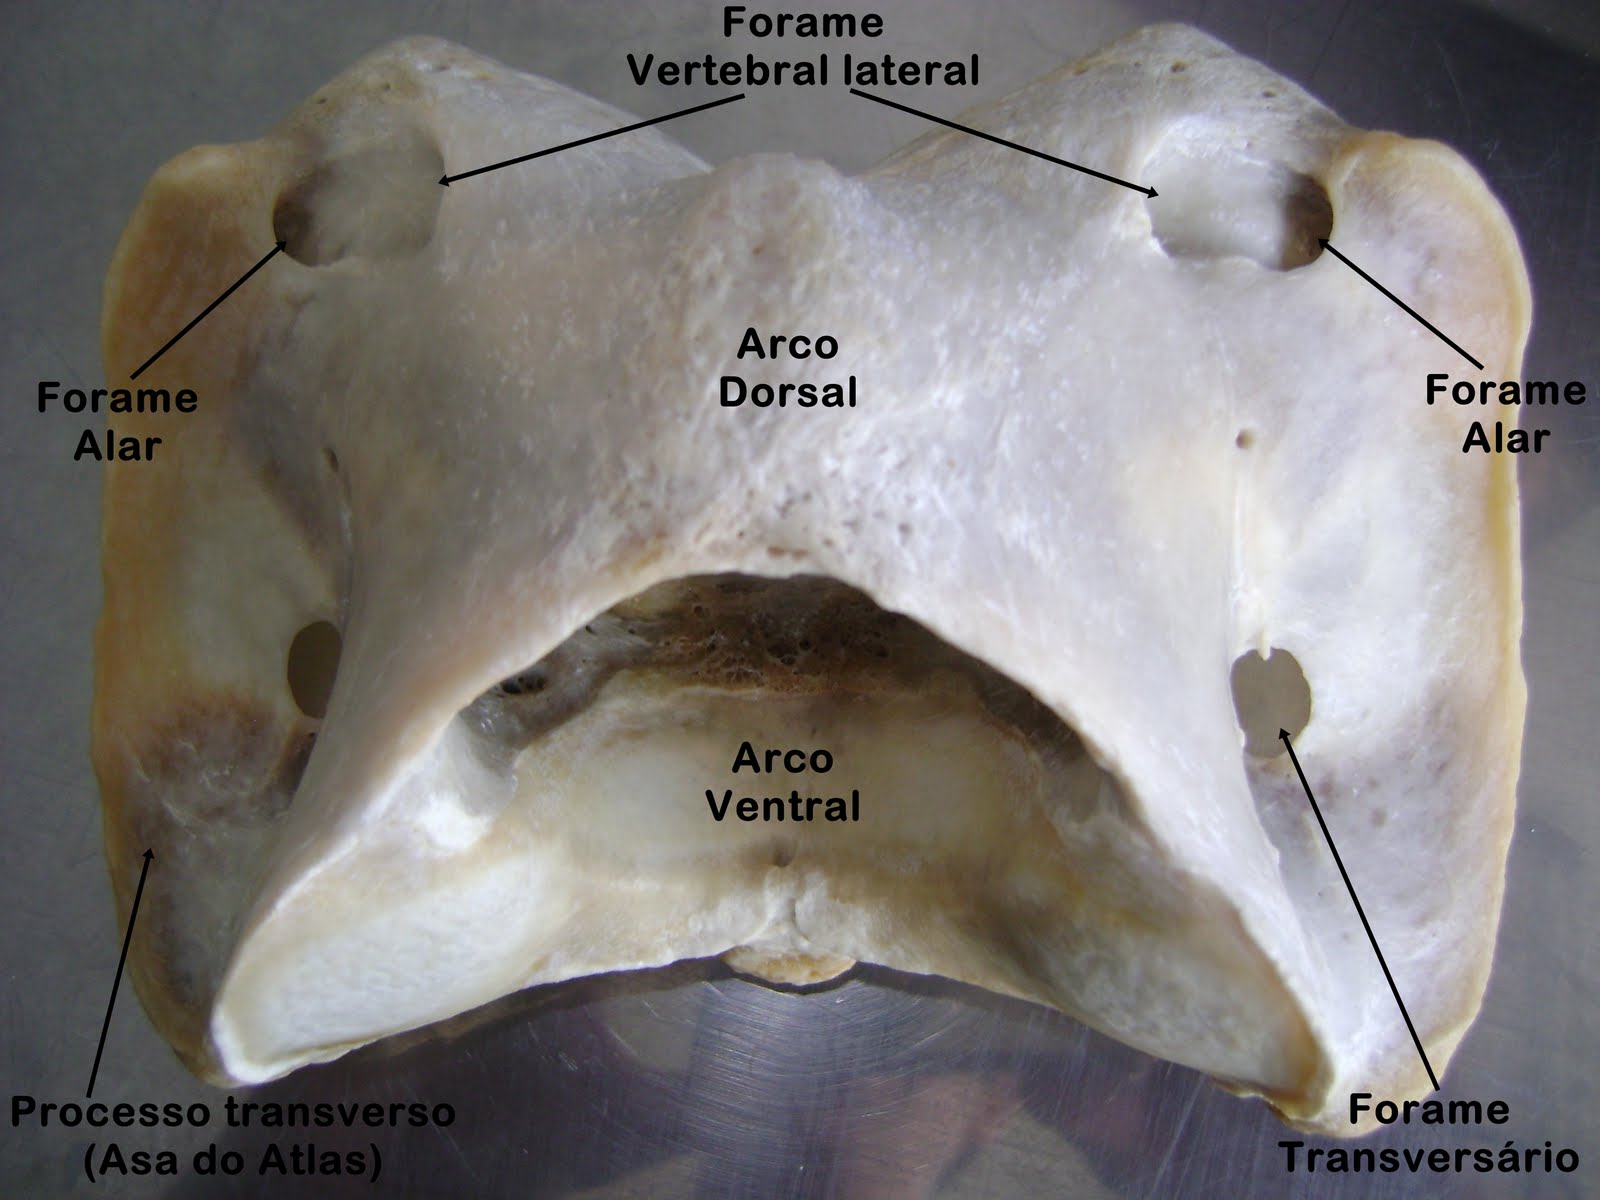 Forame
Vertebral lateral
Arco
Dorsal
Forame
Alar
Forame
Alar
Arco
Ventral
Processo transverso
(Asa do Atlas)
Forame
Transversário